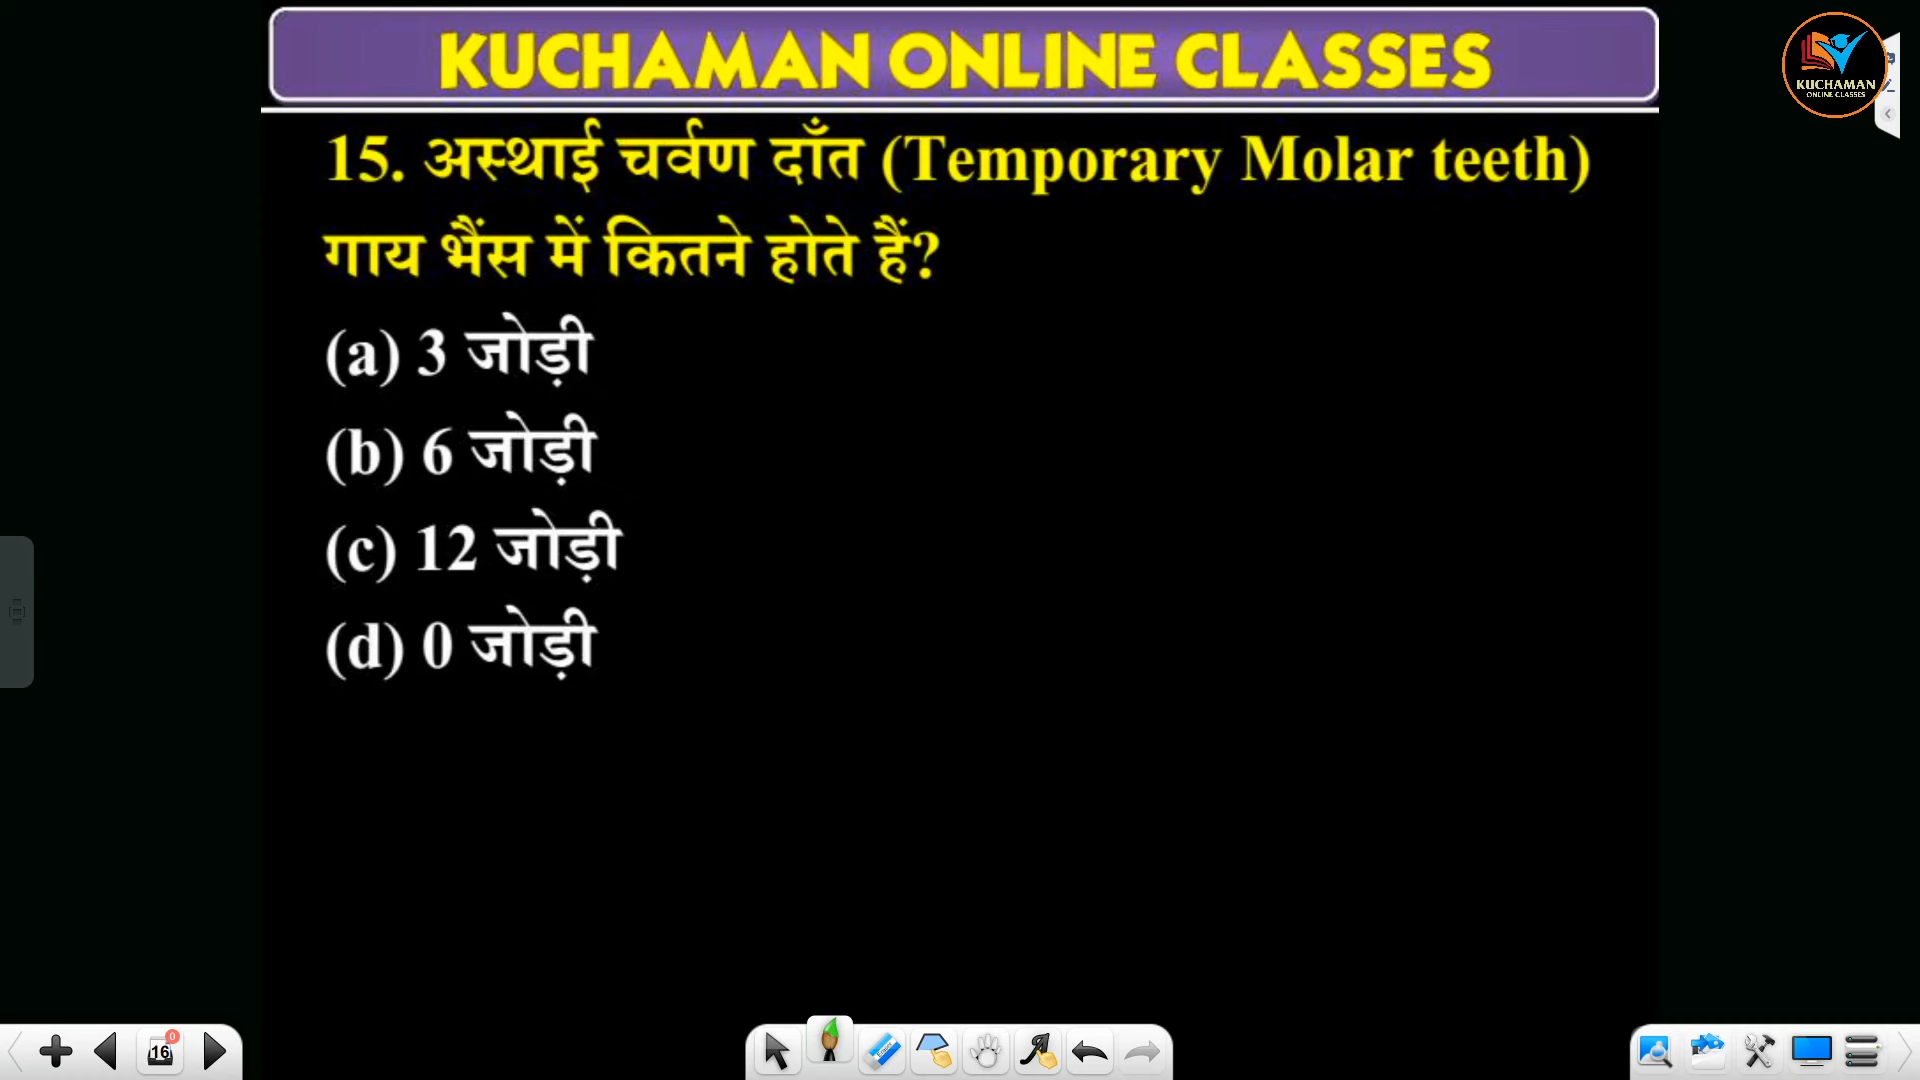 KUCHAMAN ONLINE CLASSES
KUCHAMAN
ONLINE CLASSES
15. अस्थाई चर्वण दाँत (Temporary Molar teeth)
गाय भैंस में कितने होते हैं?
(a) 3 जोड़ी
(b) 6 जोड़ी
(c) 12 जोड़ी
(d) 0 जोड़ी
0
16